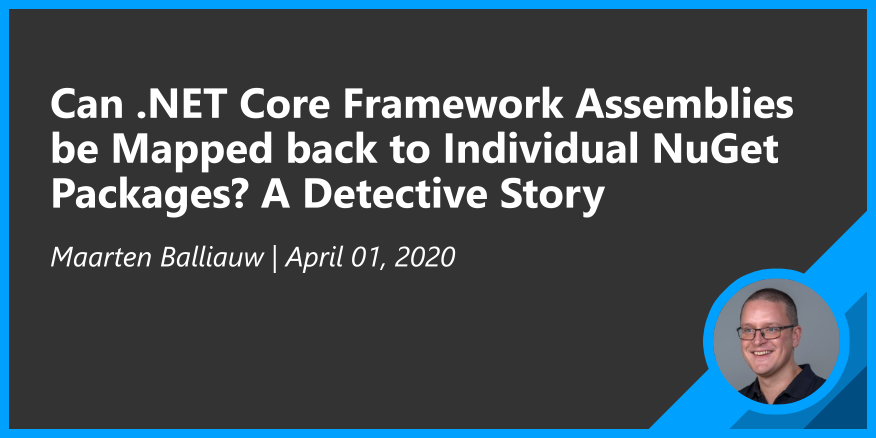 Can .NET Core Framework Assemblies
be Mapped back to Individual NuGet
Packages? A Detective Story
Maarten Balliauw | April 01, 2020